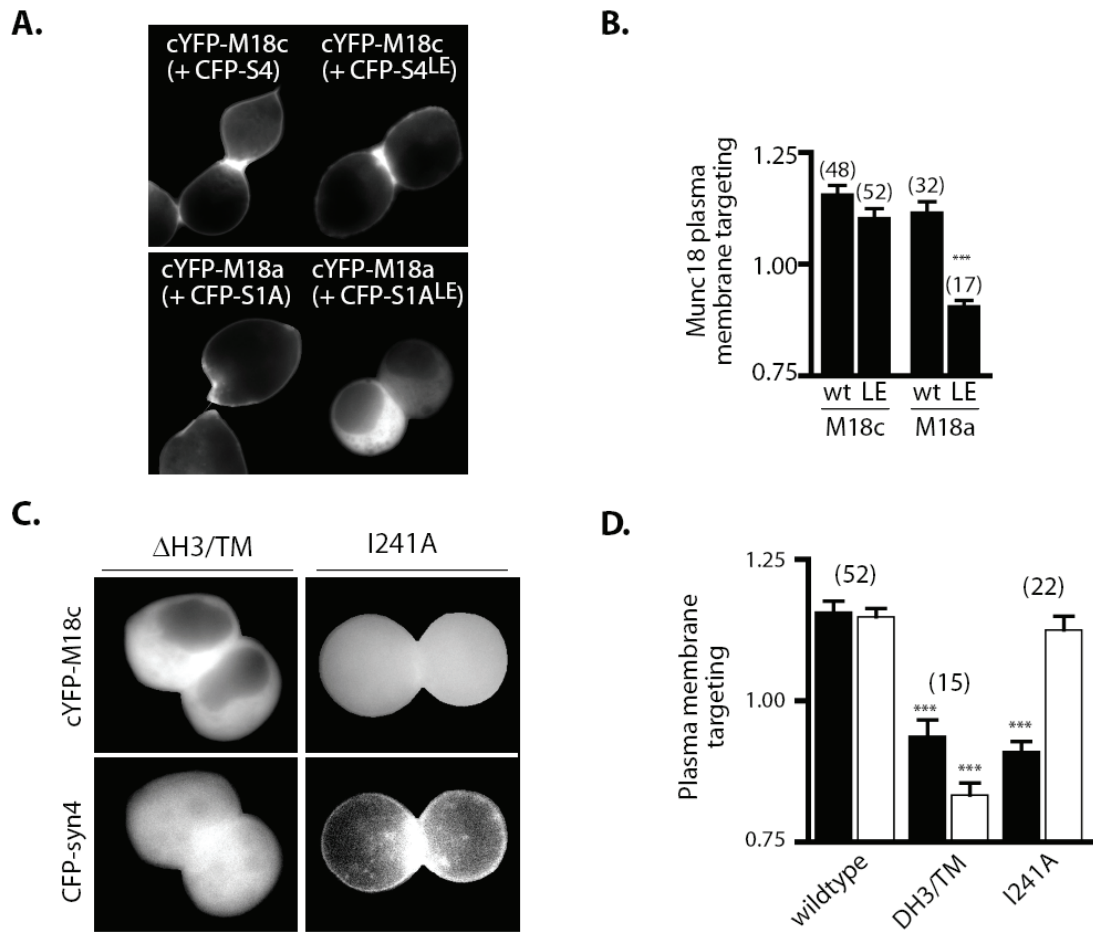 A.
cYFP-M18c
(+ CFP-S4)
cYFP-M18c
(+ CFP-S4LE)
cYFP-M18a
(+ CFP-S1A)
cYFP-M18a
(+ CFP-S1ALE)
B.
Munc18 plasma
membrane targeting
1.25
1.00
0.75
(48)
(52)
(32)
***
(17)
wt LE
wt LE
M18c
M18a
C.
ΔH3/TM
I241A
cYFP-M18c
CFP-syn4
D.
Plasma membrane
targeting
1.25
1.00
0.75
(52)
(15)
(22)
***
***
***
wildtype
DH3/TM
I241A